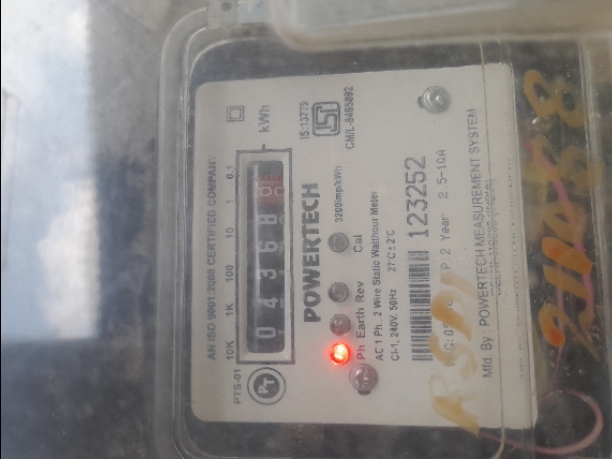 AN ISO 9001:2008 CERTIFIED COMPANY
10K 1K 100 10 1 0.1
PTS-01
0 4 3 6 8
kWh
PT
POWERTECH
IS:13779
ISI
3200imp/kWh
Ph Earth Rev Cal
AC 1 Ph. 2 Wire Static Watthour Meter
Cl-1, 240V, 50Hz 27°C ± 2°C
123252
P. 2 Year 2.5-10A
Mfd. By POWERTECH MEASUREMENT SYSTEM